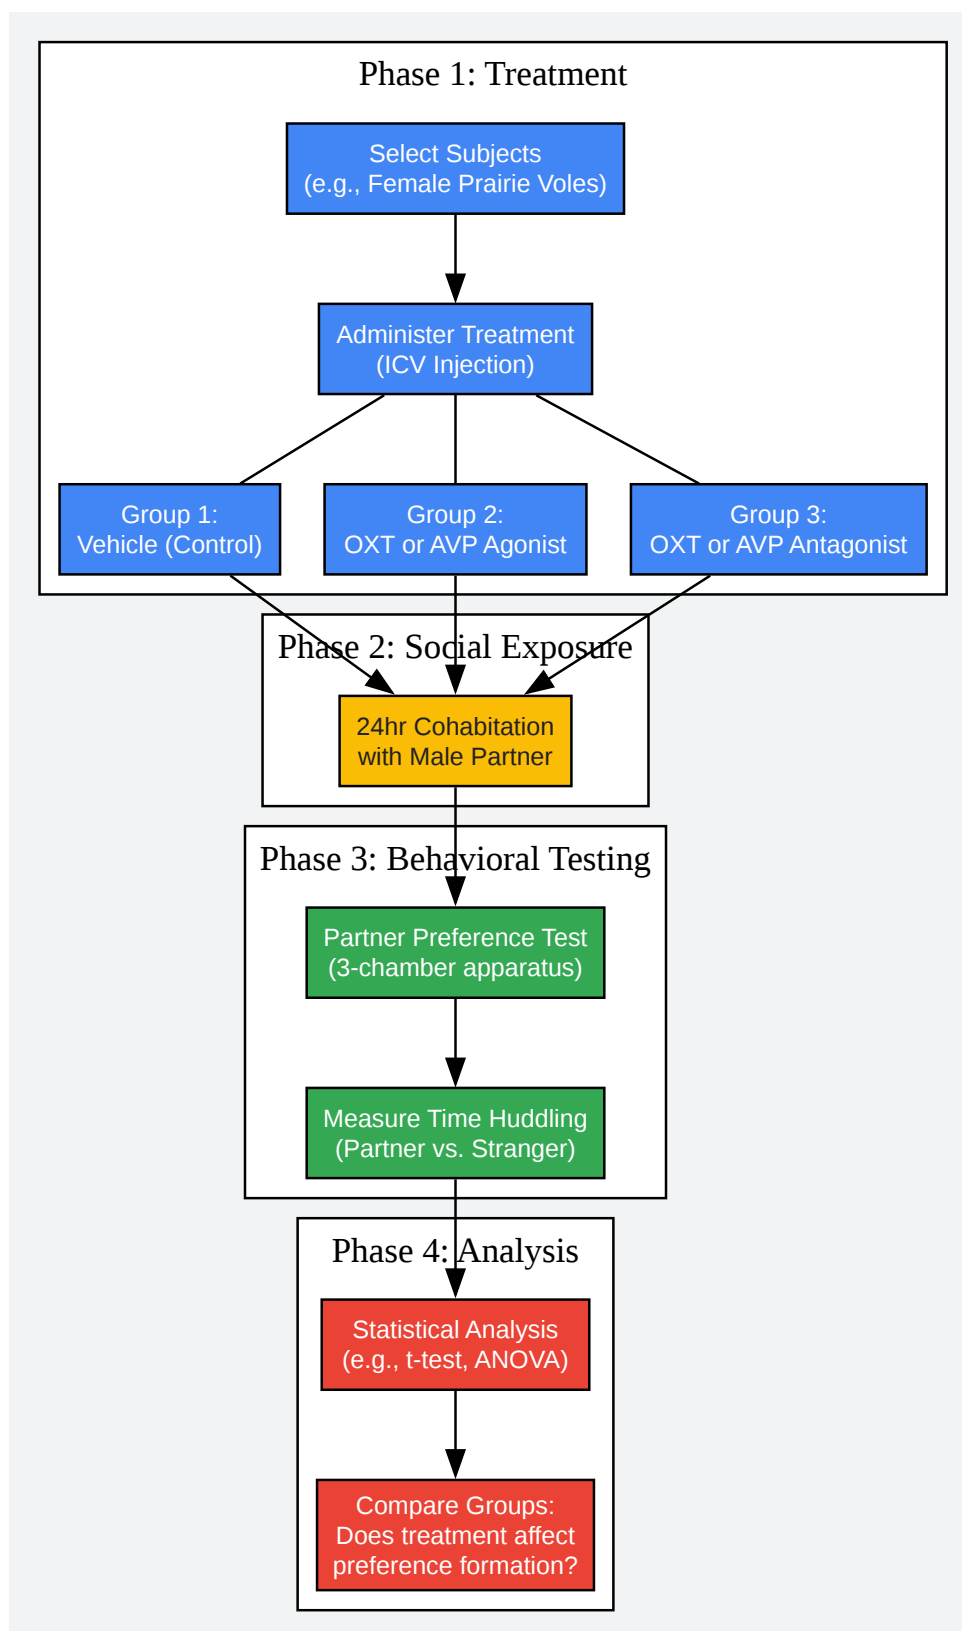 Phase 1: Treatment
Select Subjects
(e.g., Female Prairie Voles)
Administer Treatment
(ICV Injection)
Group 1:
Vehicle (Control)
Group 2:
OXT or AVP Agonist
Group 3:
OXT or AVP Antagonist
Phase 2: Social Exposure
24hr Cohabitation
with Male Partner
Phase 3: Behavioral Testing
Partner Preference Test
(3-chamber apparatus)
Measure Time Huddling
(Partner vs. Stranger)
Phase 4: Analysis
Statistical Analysis
(e.g., t-test, ANOVA)
Compare Groups:
Does treatment affect
preference formation?